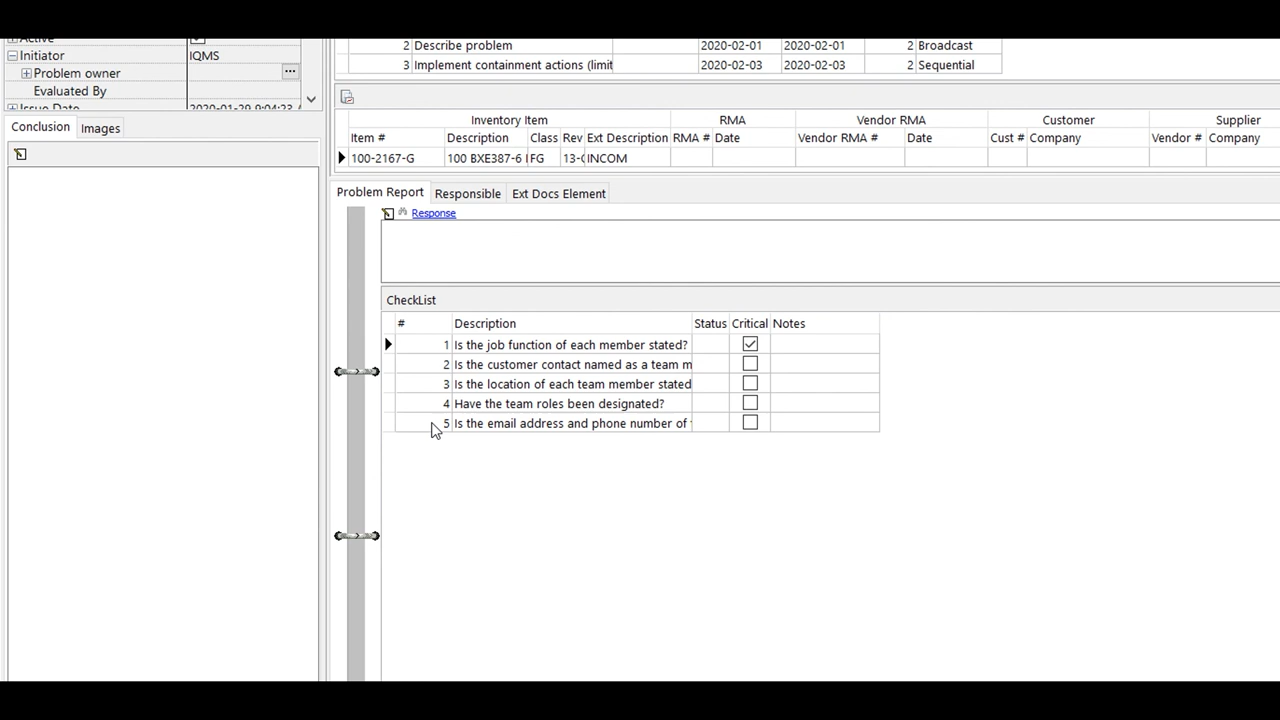 Active
Initiator IQMS
Problem owner ...
Evaluated By
Issue Date 2020-01-29 9:04:23
2 Describe problem 2020-02-01 2020-02-01 2 Broadcast
3 Implement containment actions (limit 2020-02-03 2020-02-03 2 Sequential
Conclusion Images
Inventory Item RMA Vendor RMA Customer Supplier
Item # Description Class Rev Ext Description RMA # Date Vendor RMA # Date Cust # Company Vendor # Company
100-2167-G 100 BXE387-6 FG 13- INCOM
Problem Report Responsible Ext Docs Element
Response
CheckList
# Description Status Critical Notes
1 Is the job function of each member stated?
2 Is the customer contact named as a team m
3 Is the location of each team member stated
4 Have the team roles been designated?
5 Is the email address and phone number of